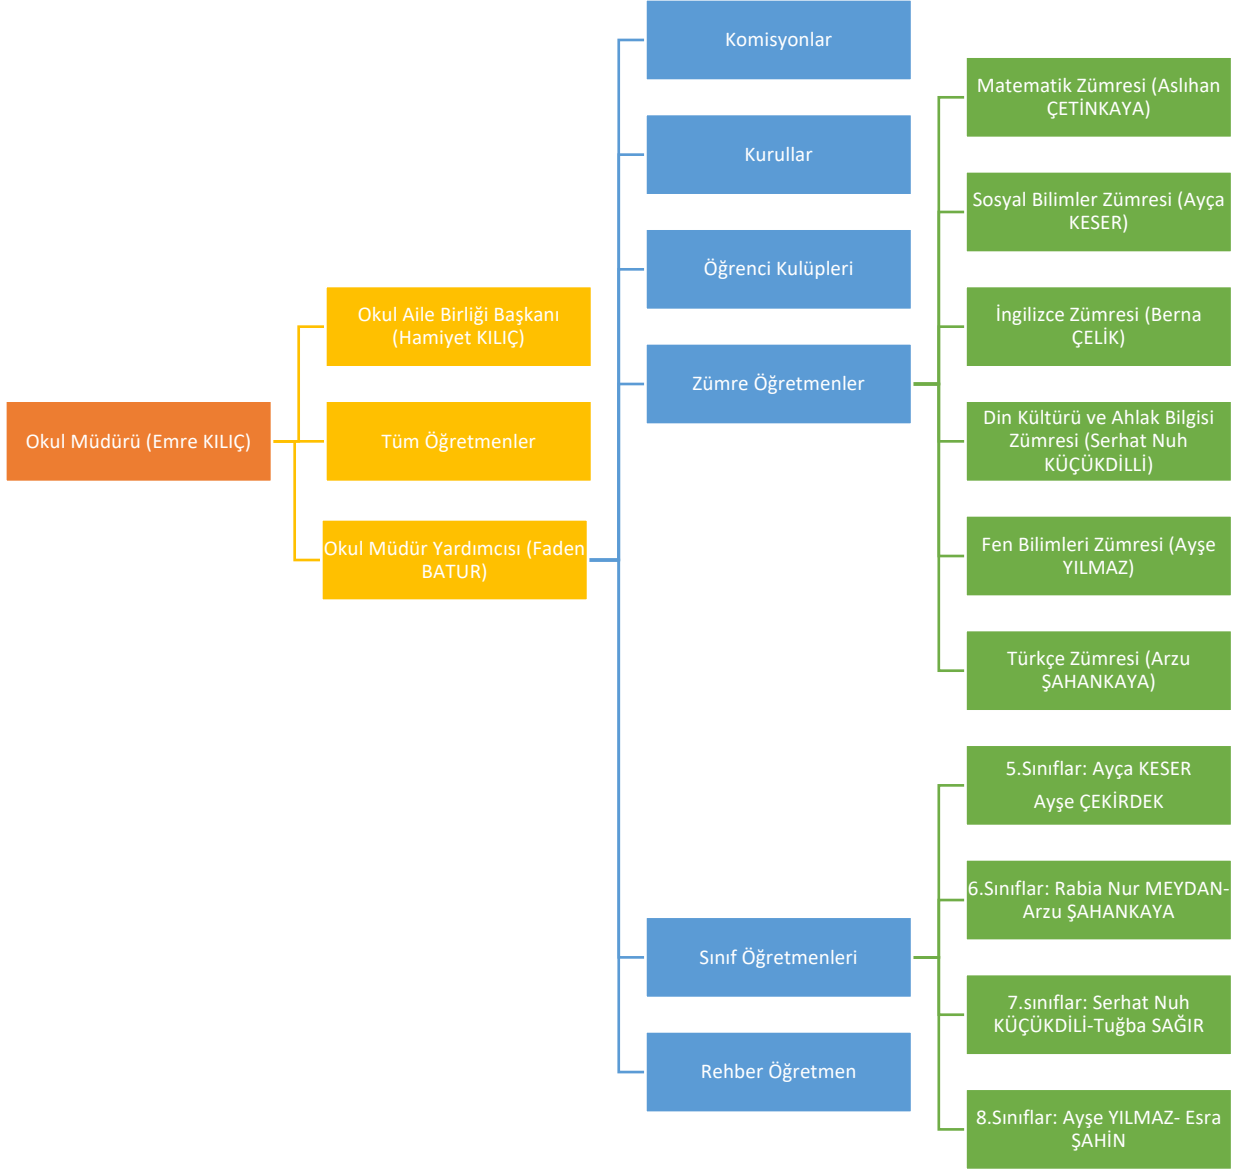 Okul Müdürü (Emre KILIÇ)
Okul Aile Birliği Başkanı
(Hamiyet KILIÇ)
Tüm Öğretmenler
Okul Müdür Yardımcısı (Faden
BATUR)
Komisyonlar
Kurullar
Öğrenci Kulüpleri
Zümre Öğretmenler
Matematik Zümresi (Aslıhan
ÇETİNKAYA)
Sosyal Bilimler Zümresi (Ayça
KESER)
İngilizce Zümresi (Berna
ÇELİK)
Din Kültürü ve Ahlak Bilgisi
Zümresi (Serhat Nuh
KÜÇÜKDİLLİ)
Fen Bilimleri Zümresi (Ayşe
YILMAZ)
Türkçe Zümresi (Arzu
ŞAHANKAYA)
Sınıf Öğretmenleri
5.Sınıflar: Ayça KESER
Ayşe ÇEKİRDEK
6.Sınıflar: Rabia Nur MEYDAN-
Arzu ŞAHANKAYA
7.sınıflar: Serhat Nuh
KÜÇÜKDİLİ-Tuğba SAĞIR
8.Sınıflar: Ayşe YILMAZ- Esra
ŞAHİN
Rehber Öğretmen